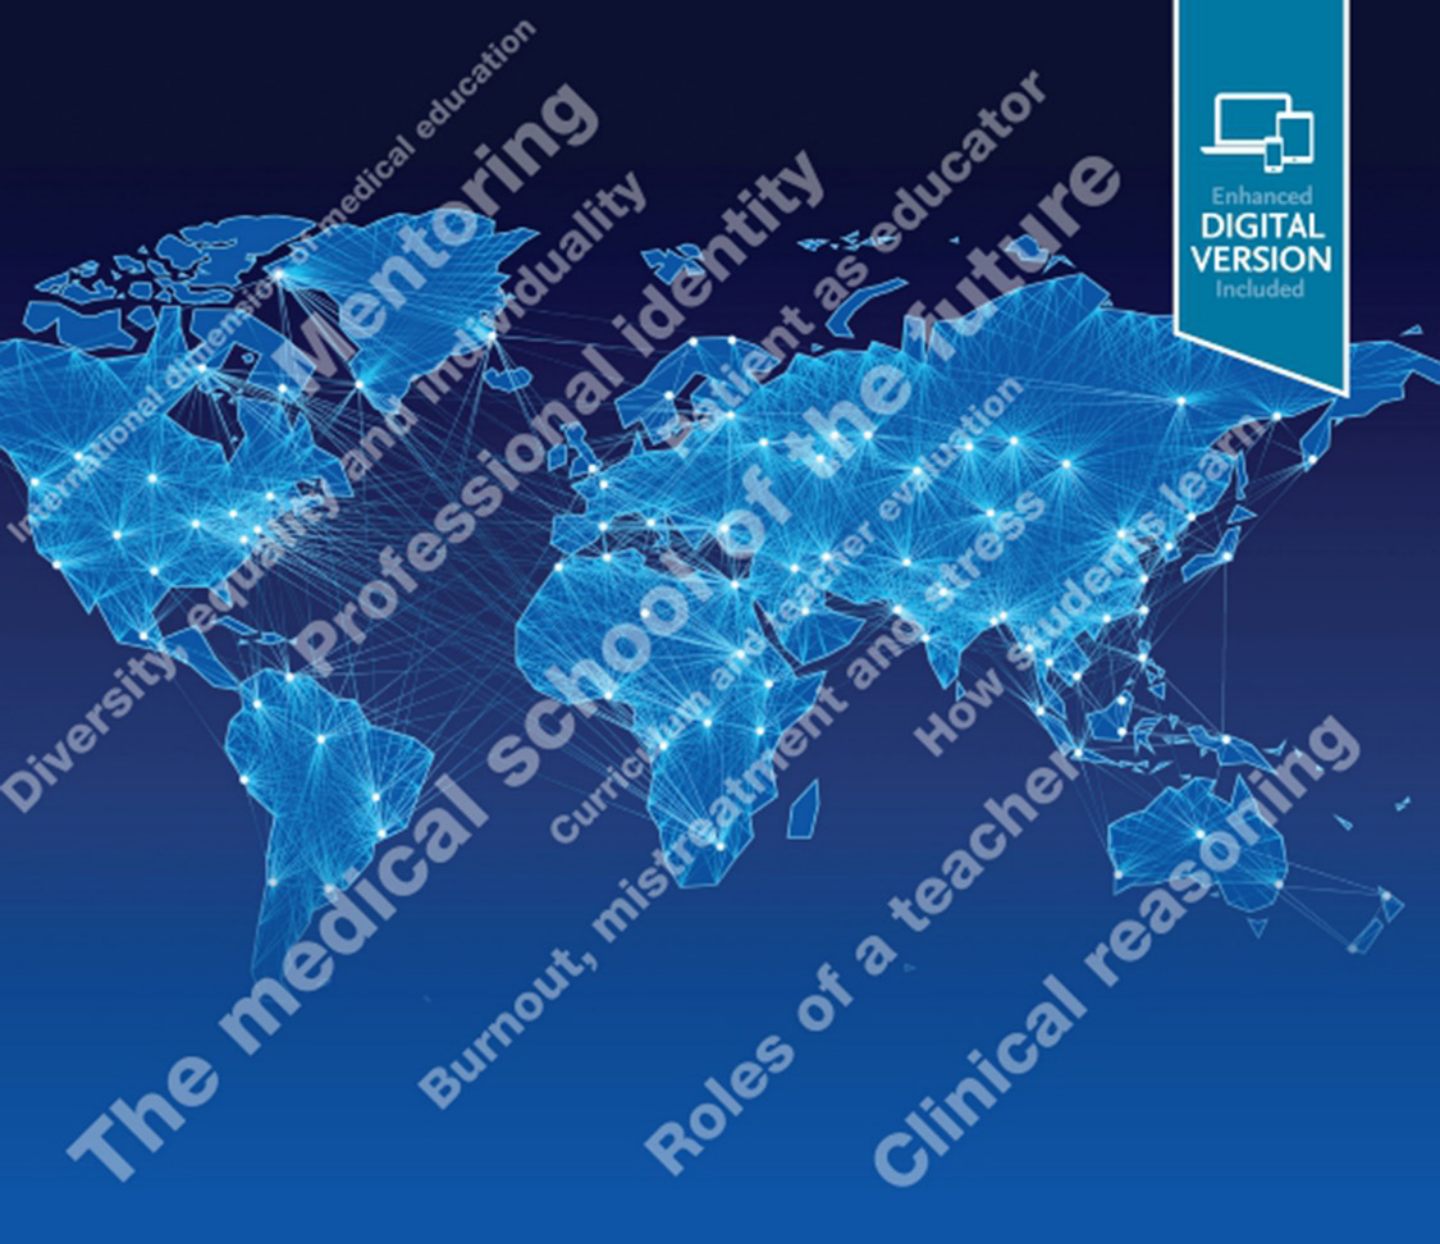 International dimension of medical education
Mentoring
Diversity, equality and individuality
Professional identity
Patient as educator
The medical school of the future
Curriculum and teacher evaluation
Burnout, mistreatment and stress
How students learn
Roles of a teacher
Clinical reasoning
Enhanced
DIGITAL
VERSION
Included